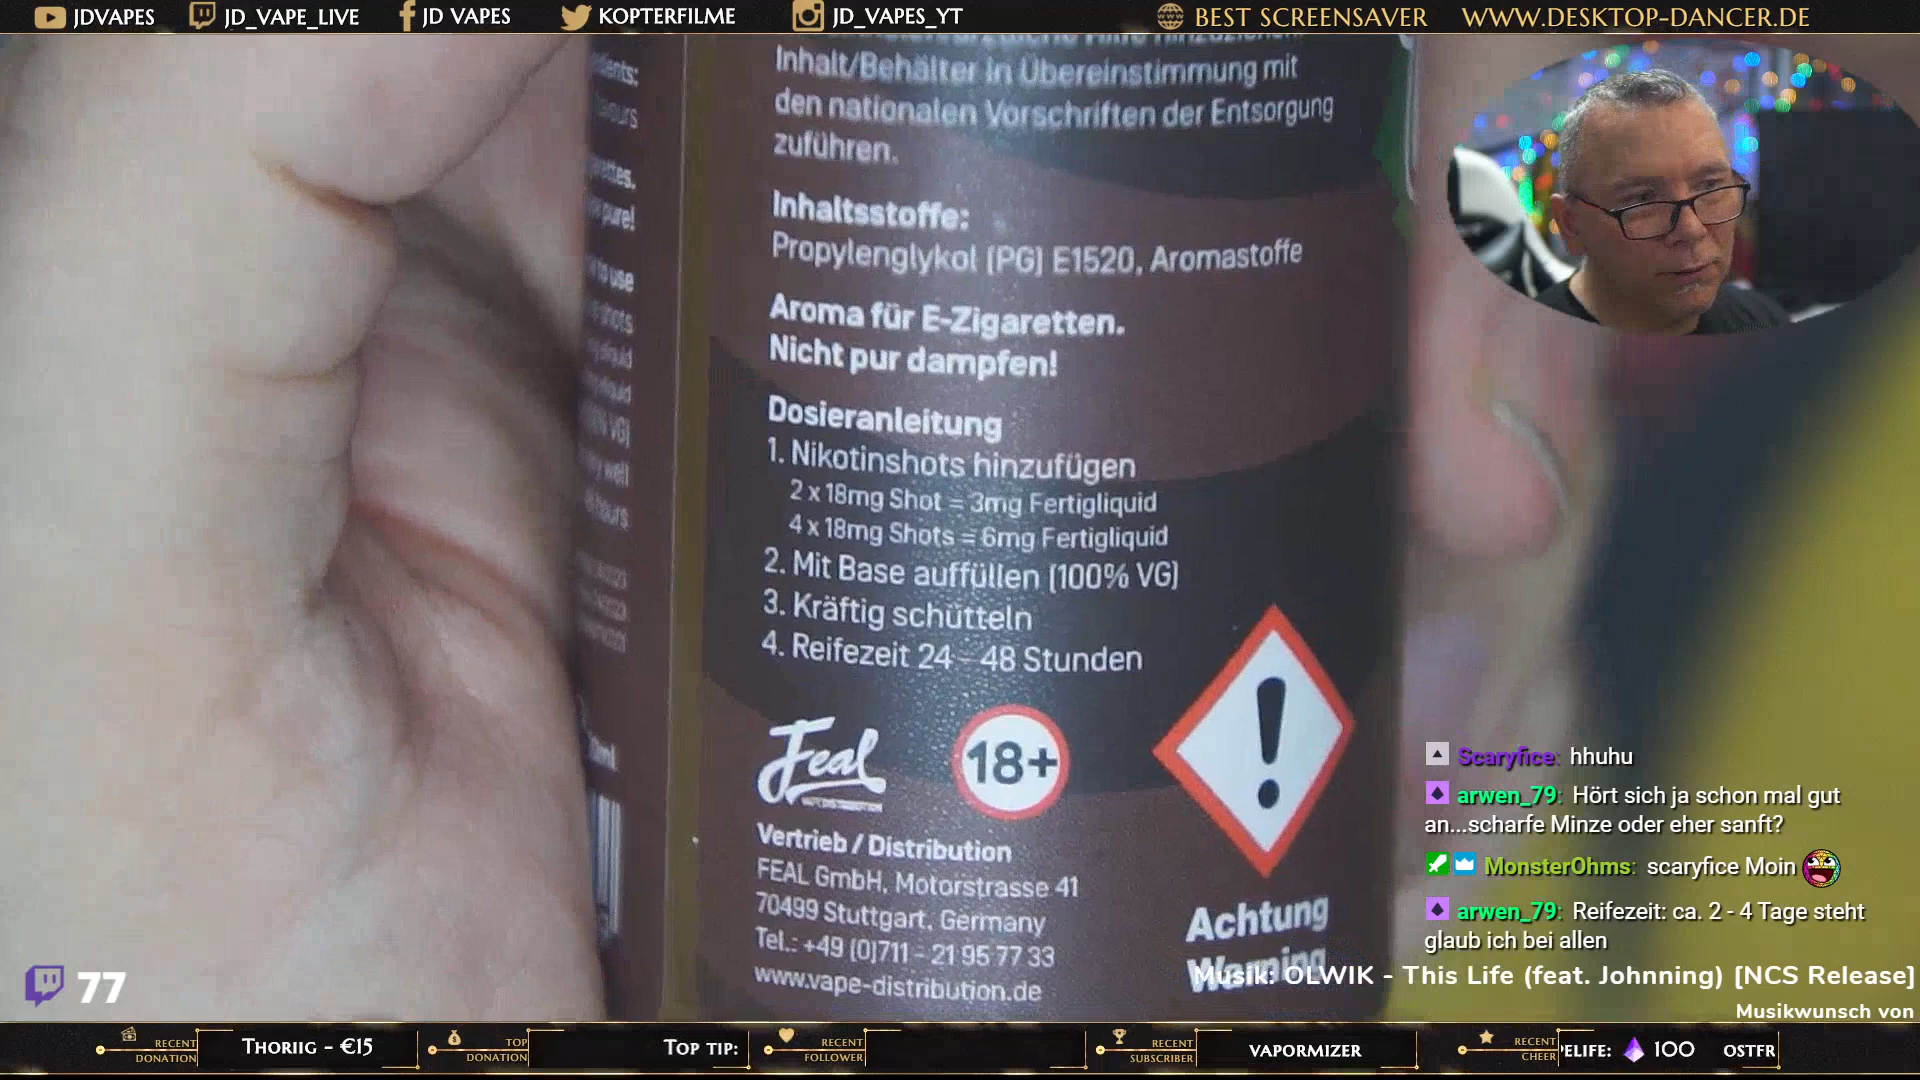 JDVAPES JD_VAPE_LIVE JD VAPES KOPTERFILME JD_VAPES_YT BEST SCREENSAVER WWW.DESKTOP-DANCER.DE
Inhalt/Behälter in Übereinstimmung mit
den nationalen Vorschriften der Entsorgung
zuführen.
Inhaltsstoffe:
Propylenglykol (PG) E1520, Aromastoffe
Aroma für E-Zigaretten.
Nicht pur dampfen!
Dosieranleitung
1. Nikotinshots hinzufügen
2 x 18mg Shot = 3mg Fertigliquid
4 x 18mg Shots = 6mg Fertigliquid
2. Mit Base auffüllen (100% VG)
3. Kräftig schütteln
4. Reifezeit 24 - 48 Stunden
Feal
18+
Vertrieb / Distribution
FEAL GmbH, Motorstrasse 41
70499 Stuttgart, Germany
Tel.: +49 (0)711 - 21 95 77 33
www.vape-distribution.de
Achtung
Warning
Scaryfice: hhuhu
arwen_79: Hört sich ja schon mal gut
an...scharfe Minze oder eher sanft?
MonsterOhms: scaryfice Moin
arwen_79: Reifezeit: ca. 2 - 4 Tage steht
glaub ich bei allen
Musik: OLWIK - This Life (feat. Johnning) [NCS Release]
Musikwunsch von
77
RECENT
DONATION
THORIIG - €15
TOP
DONATION
TOP TIP:
RECENT
FOLLOWER
RECENT
SUBSCRIBER
VAPORMIZER
RECENT
CHEER
PELIFE: 100 OSTFR